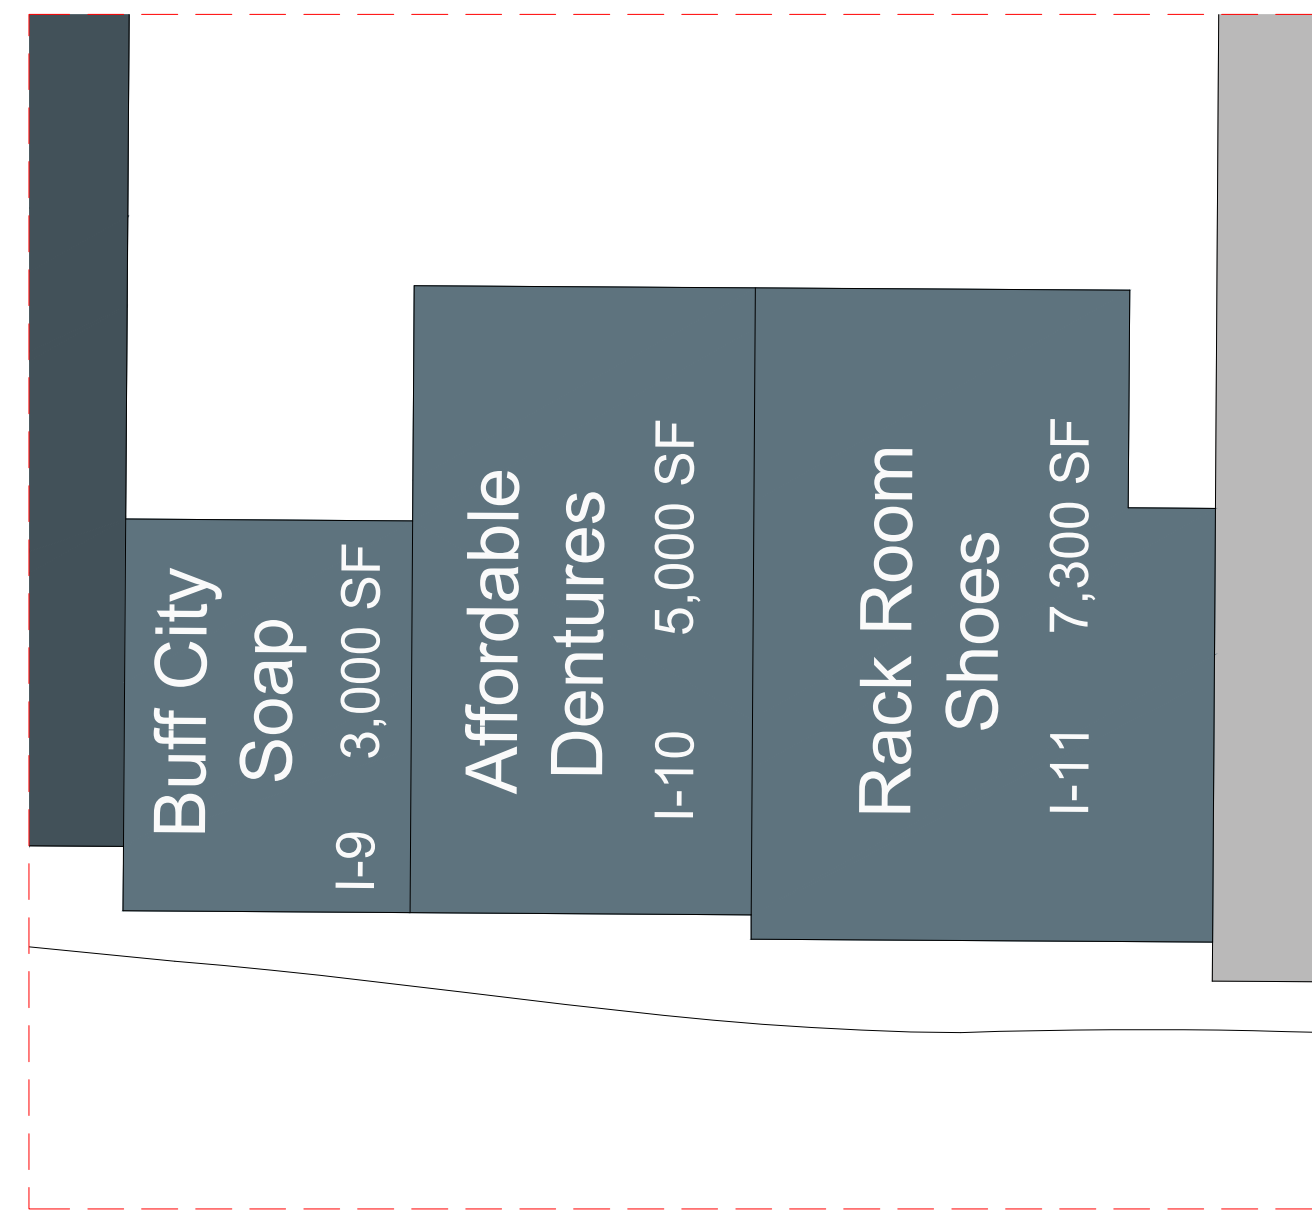 Buff City
Soap
I-9 3,000 SF
Affordable
Dentures
I-10 5,000 SF
Rack Room
Shoes
I-11 7,300 SF